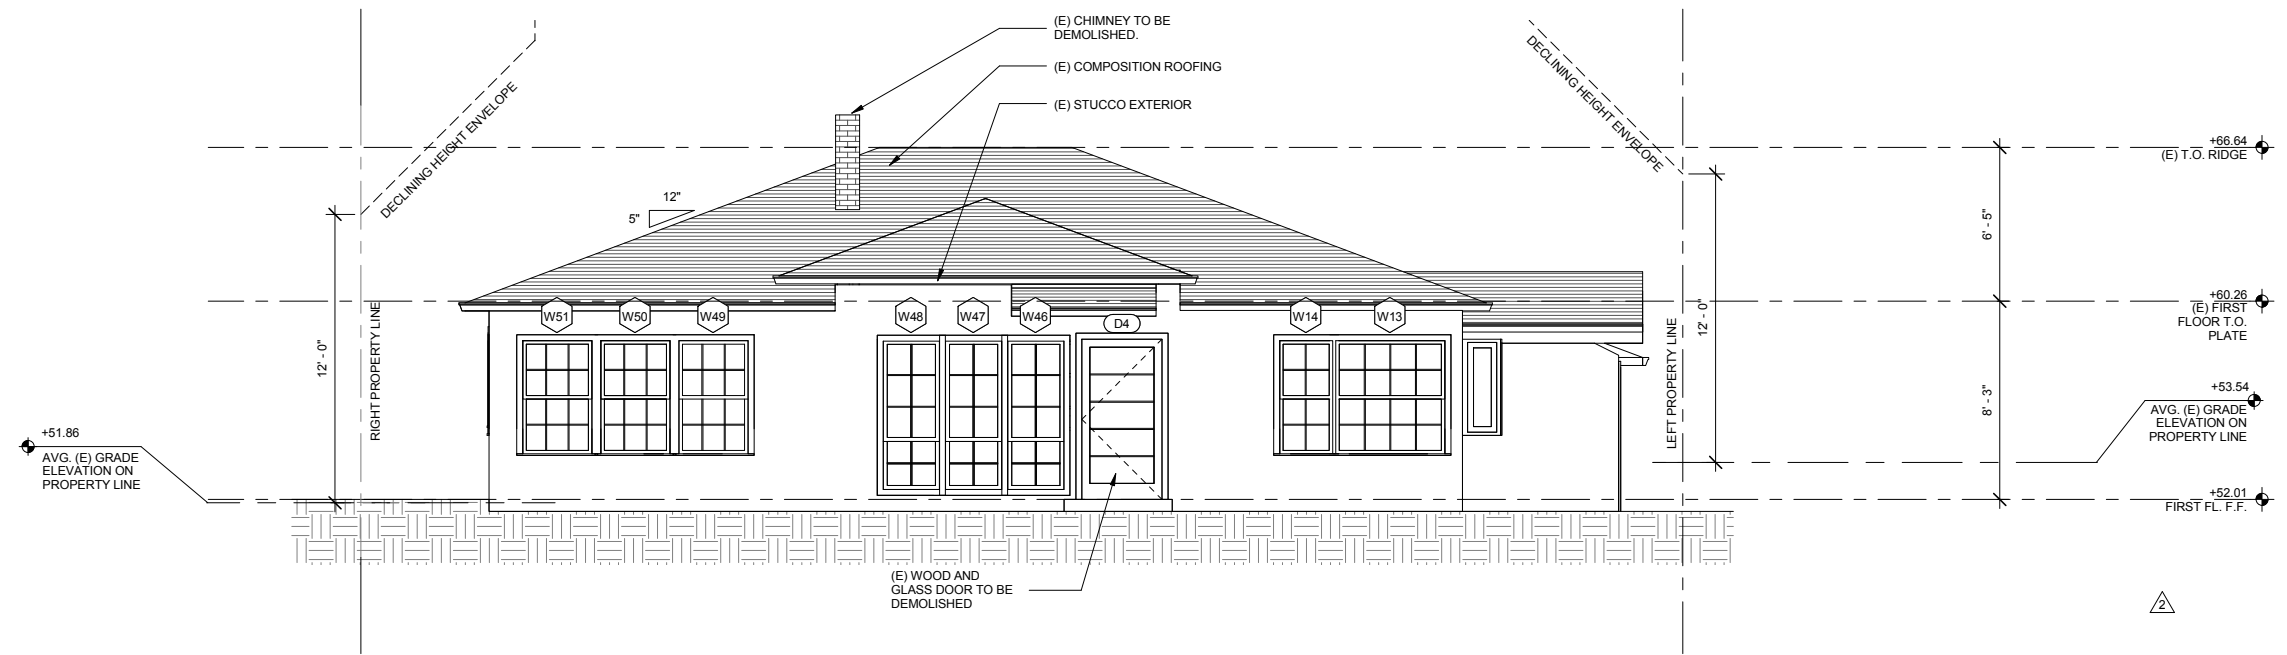 (E) CHIMNEY TO BE
DEMOLISHED.
(E) COMPOSITION ROOFING
(E) STUCCO EXTERIOR
DECLINING HEIGHT ENVELOPE
DECLINING HEIGHT ENVELOPE
+66.64
(E) T.O. RIDGE
12"
5"
6' - 5"
+60.26
(E) FIRST
FLOOR T.O.
PLATE
W51
W50
W49
W48
W47
W46
D4
W14
W13
12' - 0"
RIGHT PROPERTY LINE
LEFT PROPERTY LINE
12' - 0"
8' - 3"
+53.54
AVG. (E) GRADE
ELEVATION ON
PROPERTY LINE
+51.86
AVG. (E) GRADE
ELEVATION ON
PROPERTY LINE
+52.01
FIRST FL. F.F.
(E) WOOD AND
GLASS DOOR TO BE
DEMOLISHED
2